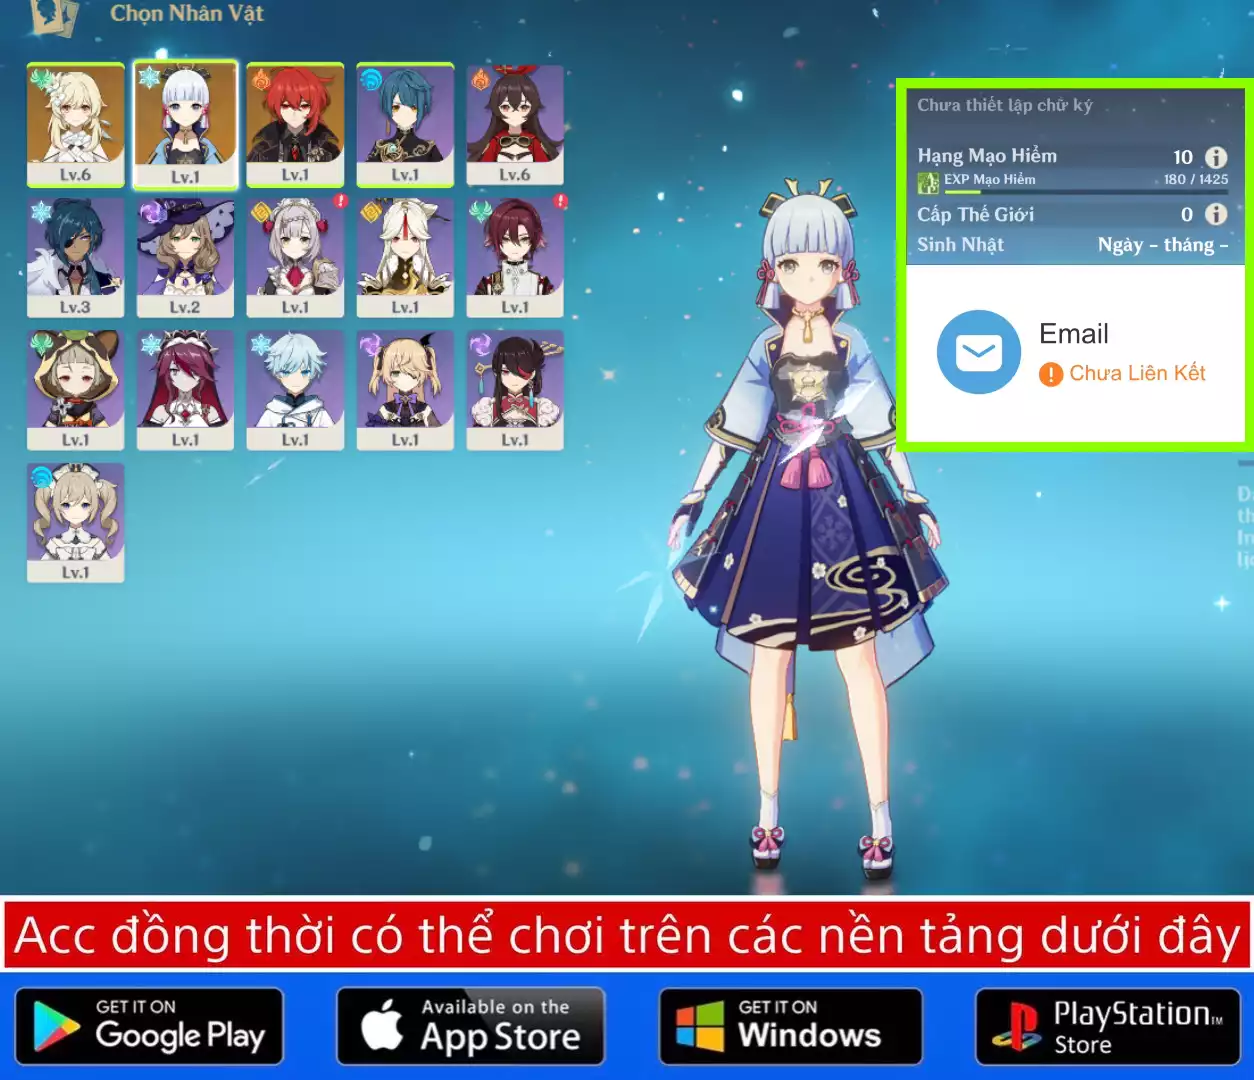 Chọn Nhân Vật
Lv.6
Lv.1
Lv.1
Lv.1
Lv.6
Lv.3
Lv.2
Lv.1
Lv.1
Lv.1
Lv.1
Lv.1
Lv.1
Lv.1
Lv.1
Lv.1
Chưa thiết lập chữ ký
Hạng Mạo Hiểm 10
EXP Mạo Hiểm 180 / 1425
Cấp Thế Giới 0
Sinh Nhật Ngày - tháng -
Email
Chưa Liên Kết
Acc đồng thời có thể chơi trên các nền tảng dưới đây
GET IT ON
Google Play
Available on the
App Store
GET IT ON
Windows
PlayStation™
Store